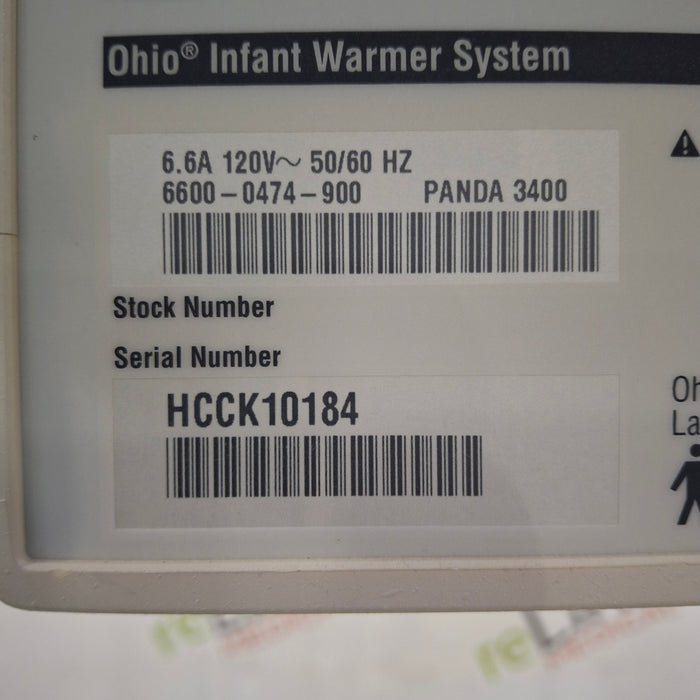 Ohio® Infant Warmer System
6.6A 120V~ 50/60 HZ
6600-0474-900 PANDA 3400
Stock Number
Serial Number
HCCK10184